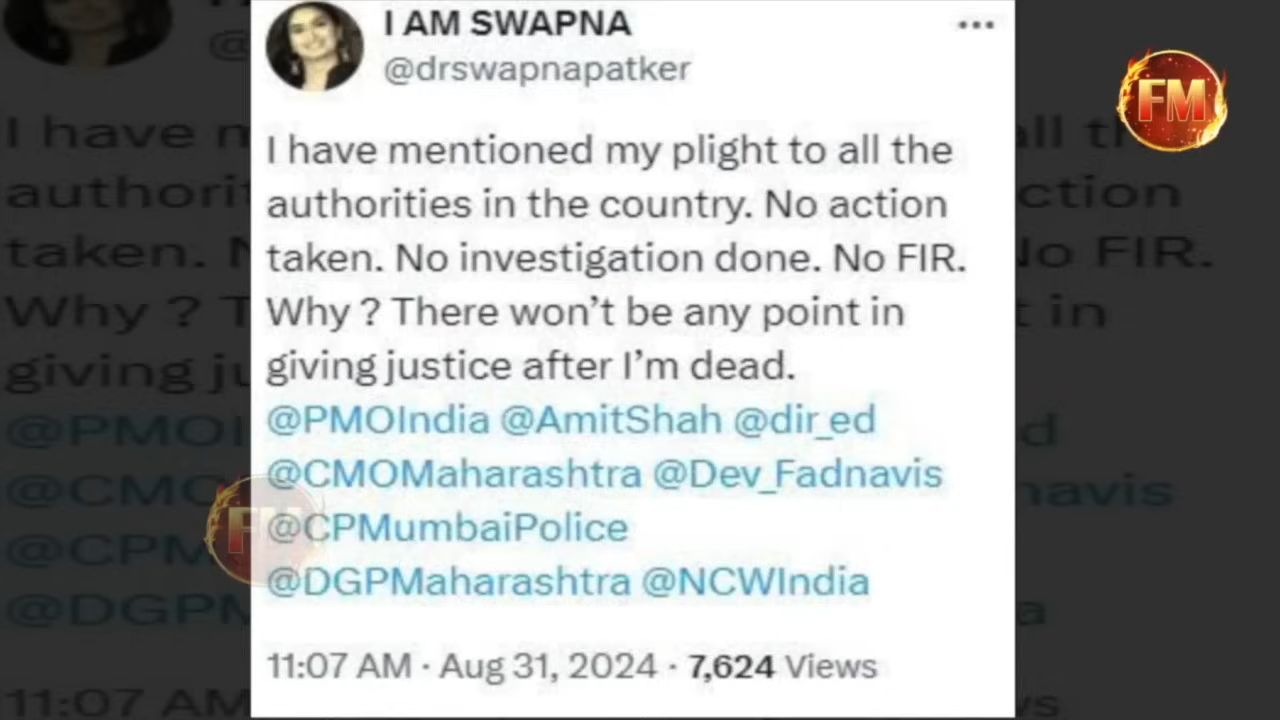 I AM SWAPNA
@drswapnapatker
I have mentioned my plight to all the
authorities in the country. No action
taken. No investigation done. No FIR.
Why ? There won't be any point in
giving justice after I'm dead.
@PMOIndia @AmitShah @dir_ed
@CMOMaharashtra @Dev_Fadnavis
@CPMumbaiPolice
@DGPMaharashtra @NCWIndia
11:07 AM · Aug 31, 2024 · 7,624 Views
FM
FM